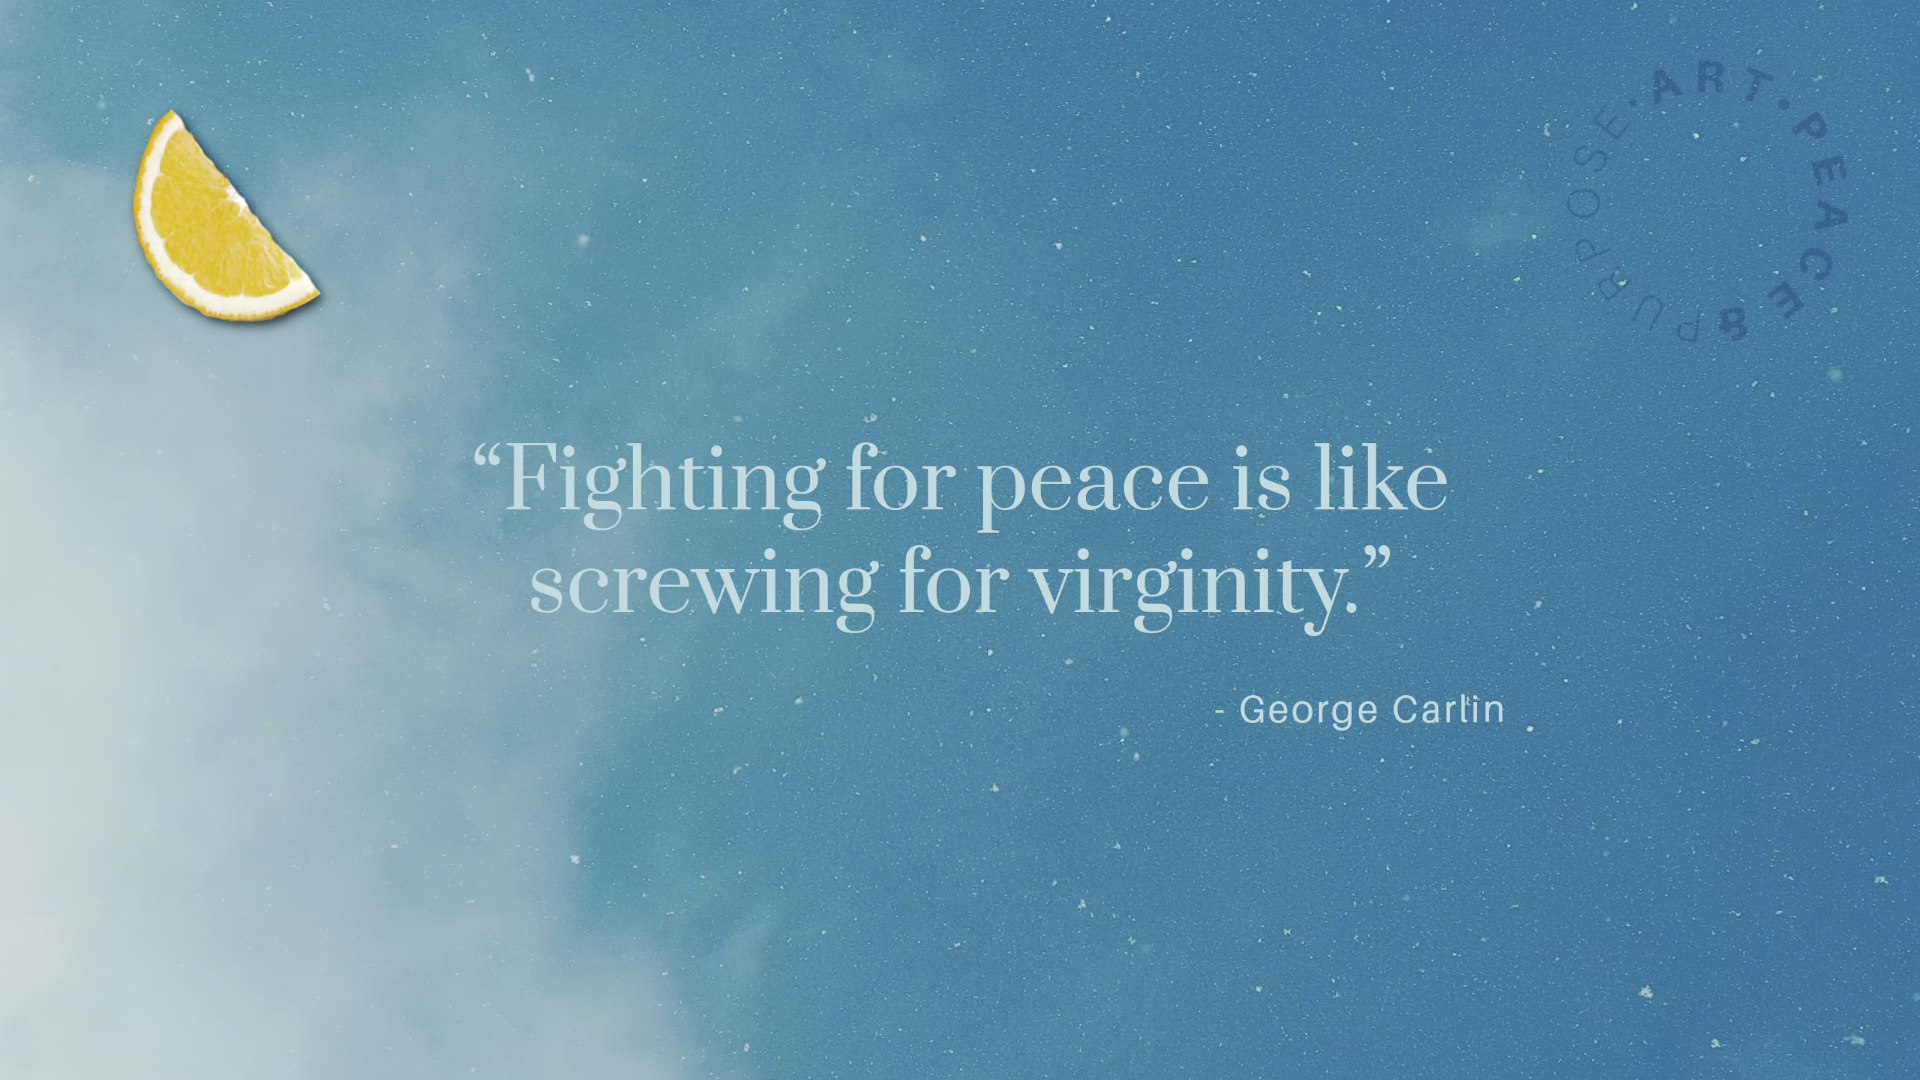 ART • PEACE & PURPOSE •
“Fighting for peace is like
screwing for virginity.”
- George Carlin